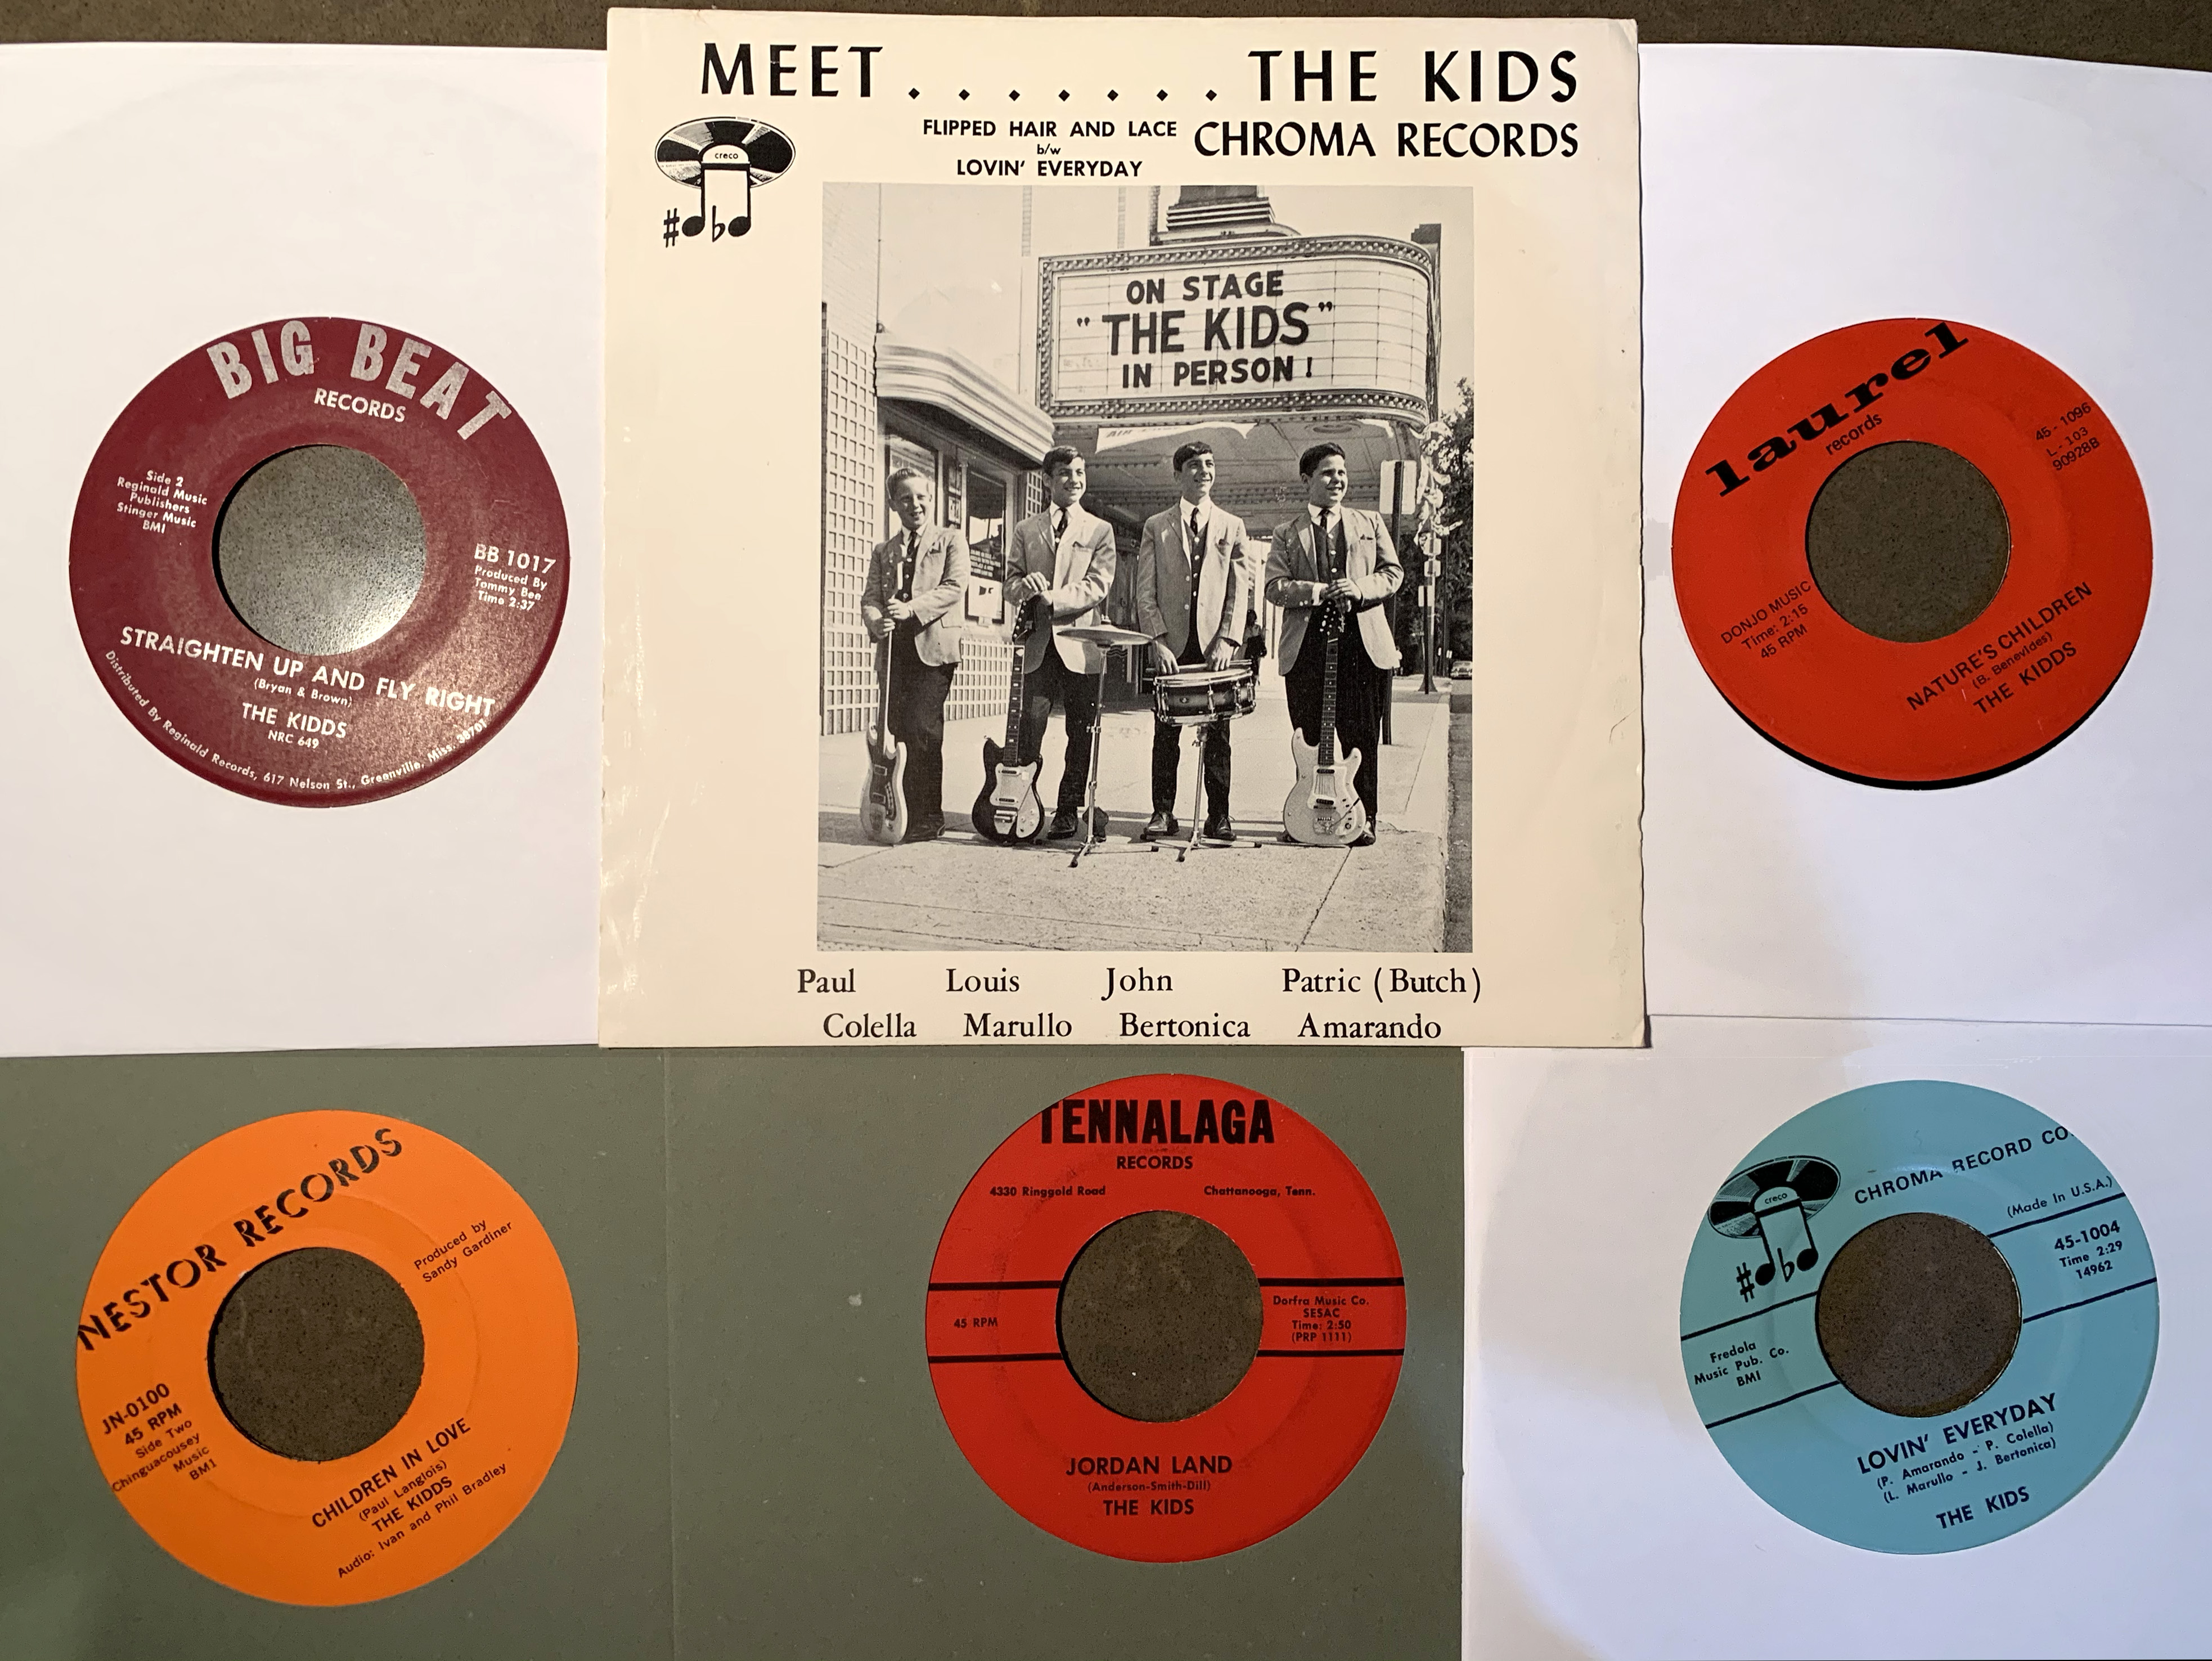 MEET . . . . . . . THE KIDS
FLIPPED HAIR AND LACE
b/w
LOVIN' EVERYDAY
CHROMA RECORDS
creco
ON STAGE
"THE KIDS"
IN PERSON!
Paul Louis John Patric (Butch)
Colella Marullo Bertonica Amarando
BIG BEAT
RECORDS
Side 2
Reginald Music
Publishers
Stinger Music
BMI
BB 1017
Produced By
Tommy Ben
Time 2:37
STRAIGHTEN UP AND FLY RIGHT
(Bryan & Brown)
THE KIDDS
NRC 649
Distributed By Reginald Records, 617 Nelson St., Greenville, Miss. 38701
laurel
records
45-1096
L-103
90928B
DONJO MUSIC
Time: 2:15
45 RPM
NATURE'S CHILDREN
(B. Benevides)
THE KIDDS
NESTOR RECORDS
Produced by
Sandy Gardiner
JN-0100
45 RPM
Side Two
Chinguacousey
Music
BMI
CHILDREN IN LOVE
(Paul Langlois)
THE KIDDS
Audio: Ivan and Phil Bradley
TENNALAGA
RECORDS
4330 Ringgold Road Chattanooga, Tenn.
45 RPM
Dorfra Music Co.
SESAC
Time: 2:50
(PRP 1111)
JORDAN LAND
(Anderson-Smith-Dill)
THE KIDS
CHROMA RECORD CO.
(Made In U.S.A.)
creco
45-1004
Time 2:29
14962
Fredola
Music Pub. Co.
BMI
LOVIN' EVERYDAY
(P. Amarando - P. Colella)
(L. Marullo - J. Bertonica)
THE KIDS